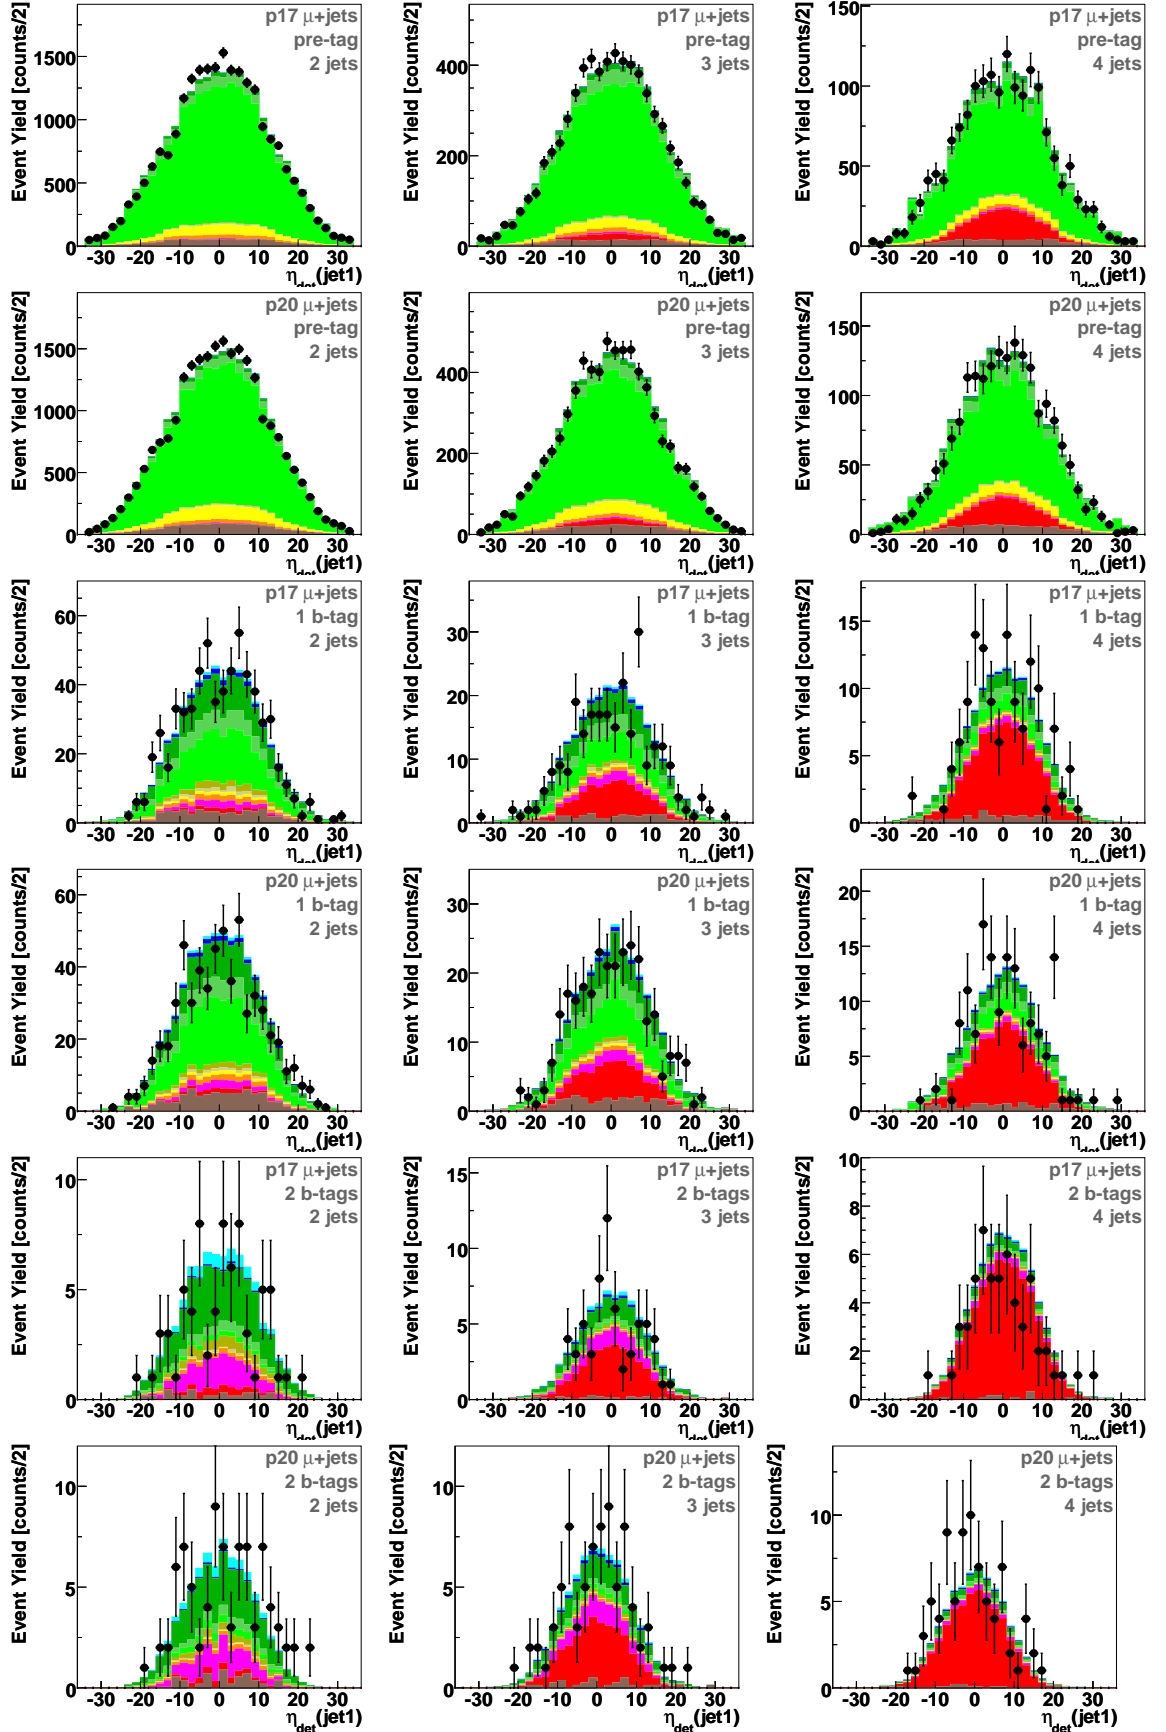 p17 μ+jets
pre-tag
2 jets
Event Yield [counts/2]
1500
1000
500
0
-30 -20 -10 0 10 20 30
ηdet(jet1)
p17 μ+jets
pre-tag
3 jets
Event Yield [counts/2]
400
200
0
-30 -20 -10 0 10 20 30
ηdet(jet1)
p17 μ+jets
pre-tag
4 jets
Event Yield [counts/2]
150
100
50
0
-30 -20 -10 0 10 20 30
ηdet(jet1)
p20 μ+jets
pre-tag
2 jets
Event Yield [counts/2]
1500
1000
500
0
-30 -20 -10 0 10 20 30
ηdet(jet1)
p20 μ+jets
pre-tag
3 jets
Event Yield [counts/2]
400
200
0
-30 -20 -10 0 10 20 30
ηdet(jet1)
p20 μ+jets
pre-tag
4 jets
Event Yield [counts/2]
150
100
50
0
-30 -20 -10 0 10 20 30
ηdet(jet1)
p17 μ+jets
1 b-tag
2 jets
Event Yield [counts/2]
60
40
20
0
-30 -20 -10 0 10 20 30
ηdet(jet1)
p17 μ+jets
1 b-tag
3 jets
Event Yield [counts/2]
30
20
10
0
-30 -20 -10 0 10 20 30
ηdet(jet1)
p17 μ+jets
1 b-tag
4 jets
Event Yield [counts/2]
15
10
5
0
-30 -20 -10 0 10 20 30
ηdet(jet1)
p20 μ+jets
1 b-tag
2 jets
Event Yield [counts/2]
60
40
20
0
-30 -20 -10 0 10 20 30
ηdet(jet1)
p20 μ+jets
1 b-tag
3 jets
Event Yield [counts/2]
30
20
10
0
-30 -20 -10 0 10 20 30
ηdet(jet1)
p20 μ+jets
1 b-tag
4 jets
Event Yield [counts/2]
20
15
10
5
0
-30 -20 -10 0 10 20 30
ηdet(jet1)
p17 μ+jets
2 b-tags
2 jets
Event Yield [counts/2]
10
5
0
-30 -20 -10 0 10 20 30
ηdet(jet1)
p17 μ+jets
2 b-tags
3 jets
Event Yield [counts/2]
15
10
5
0
-30 -20 -10 0 10 20 30
ηdet(jet1)
p17 μ+jets
2 b-tags
4 jets
Event Yield [counts/2]
10
8
6
4
2
0
-30 -20 -10 0 10 20 30
ηdet(jet1)
p20 μ+jets
2 b-tags
2 jets
Event Yield [counts/2]
10
5
0
-30 -20 -10 0 10 20 30
ηdet(jet1)
p20 μ+jets
2 b-tags
3 jets
Event Yield [counts/2]
10
5
0
-30 -20 -10 0 10 20 30
ηdet(jet1)
p20 μ+jets
2 b-tags
4 jets
Event Yield [counts/2]
10
5
0
-30 -20 -10 0 10 20 30
ηdet(jet1)